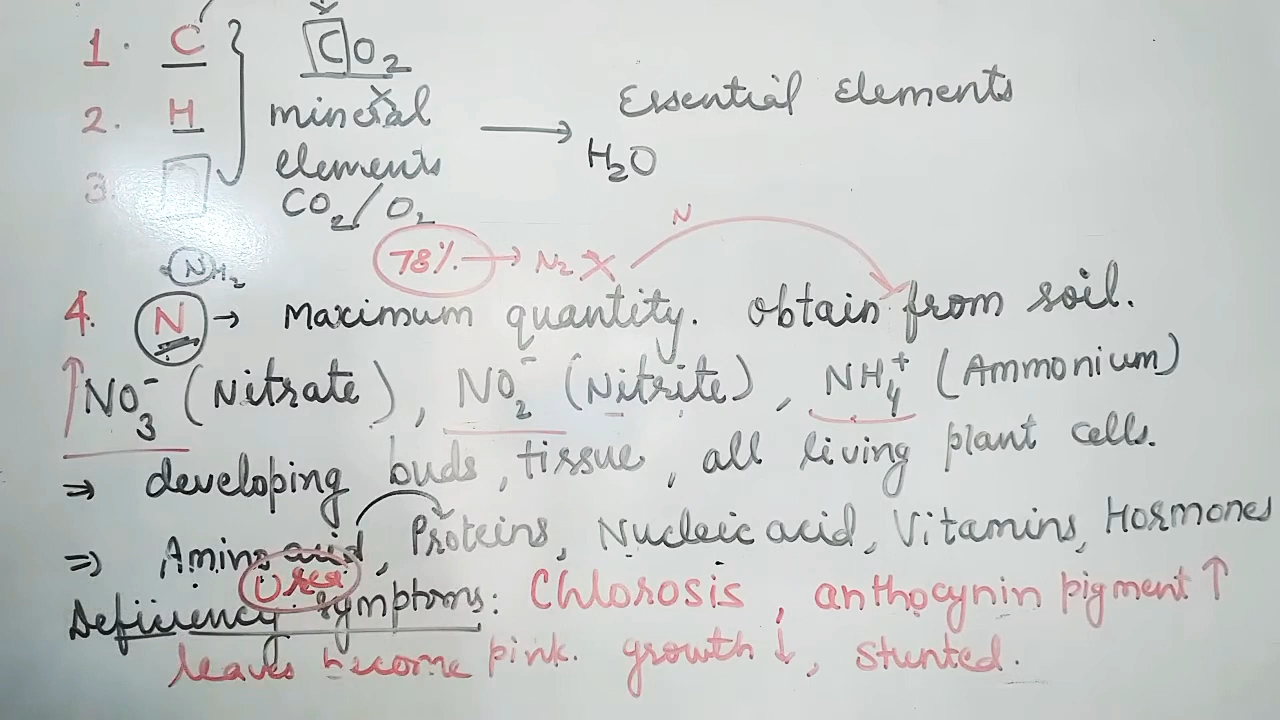 1. C CO2
2. H mineral → Essential Elements
3. elements H2O
CO2/O2
78% → N2 X N
NH2
4. N → Maximum quantity. Obtain from soil.
↑ NO3- (Nitrate), NO2- (Nitrite), NH4+ (Ammonium)
⇒ developing buds, tissue, all living plant cells.
⇒ Amino acid, Proteins, Nucleic acid, Vitamins, Hormones
Urea
Deficiency symptoms: Chlorosis, anthocynin pigment ↑
leaves become pink. growth ↓, stunted.